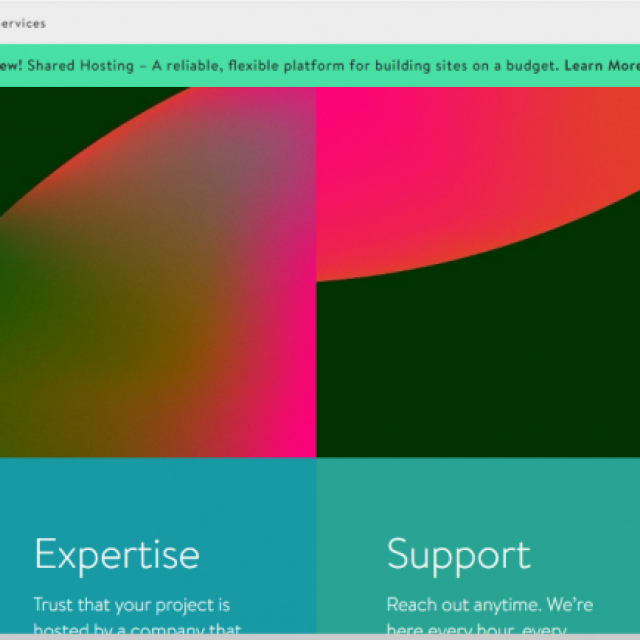 ervices
ew! Shared Hosting – A reliable, flexible platform for building sites on a budget. Learn More
Expertise
Trust that your project is
hosted by a company that
Support
Reach out anytime. We're
here every hour, every